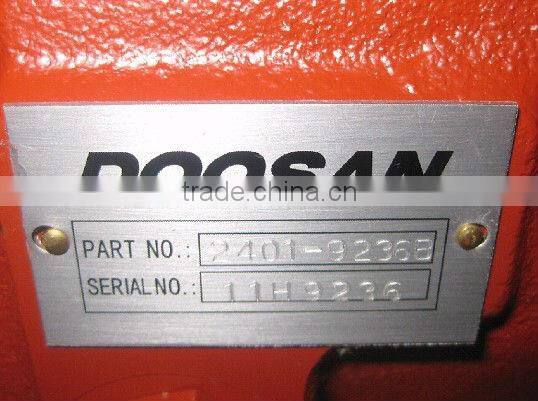 DOOSAN
trade.china.cn
PART NO.: 2401-9236B
SERIAL NO.: 11H9236